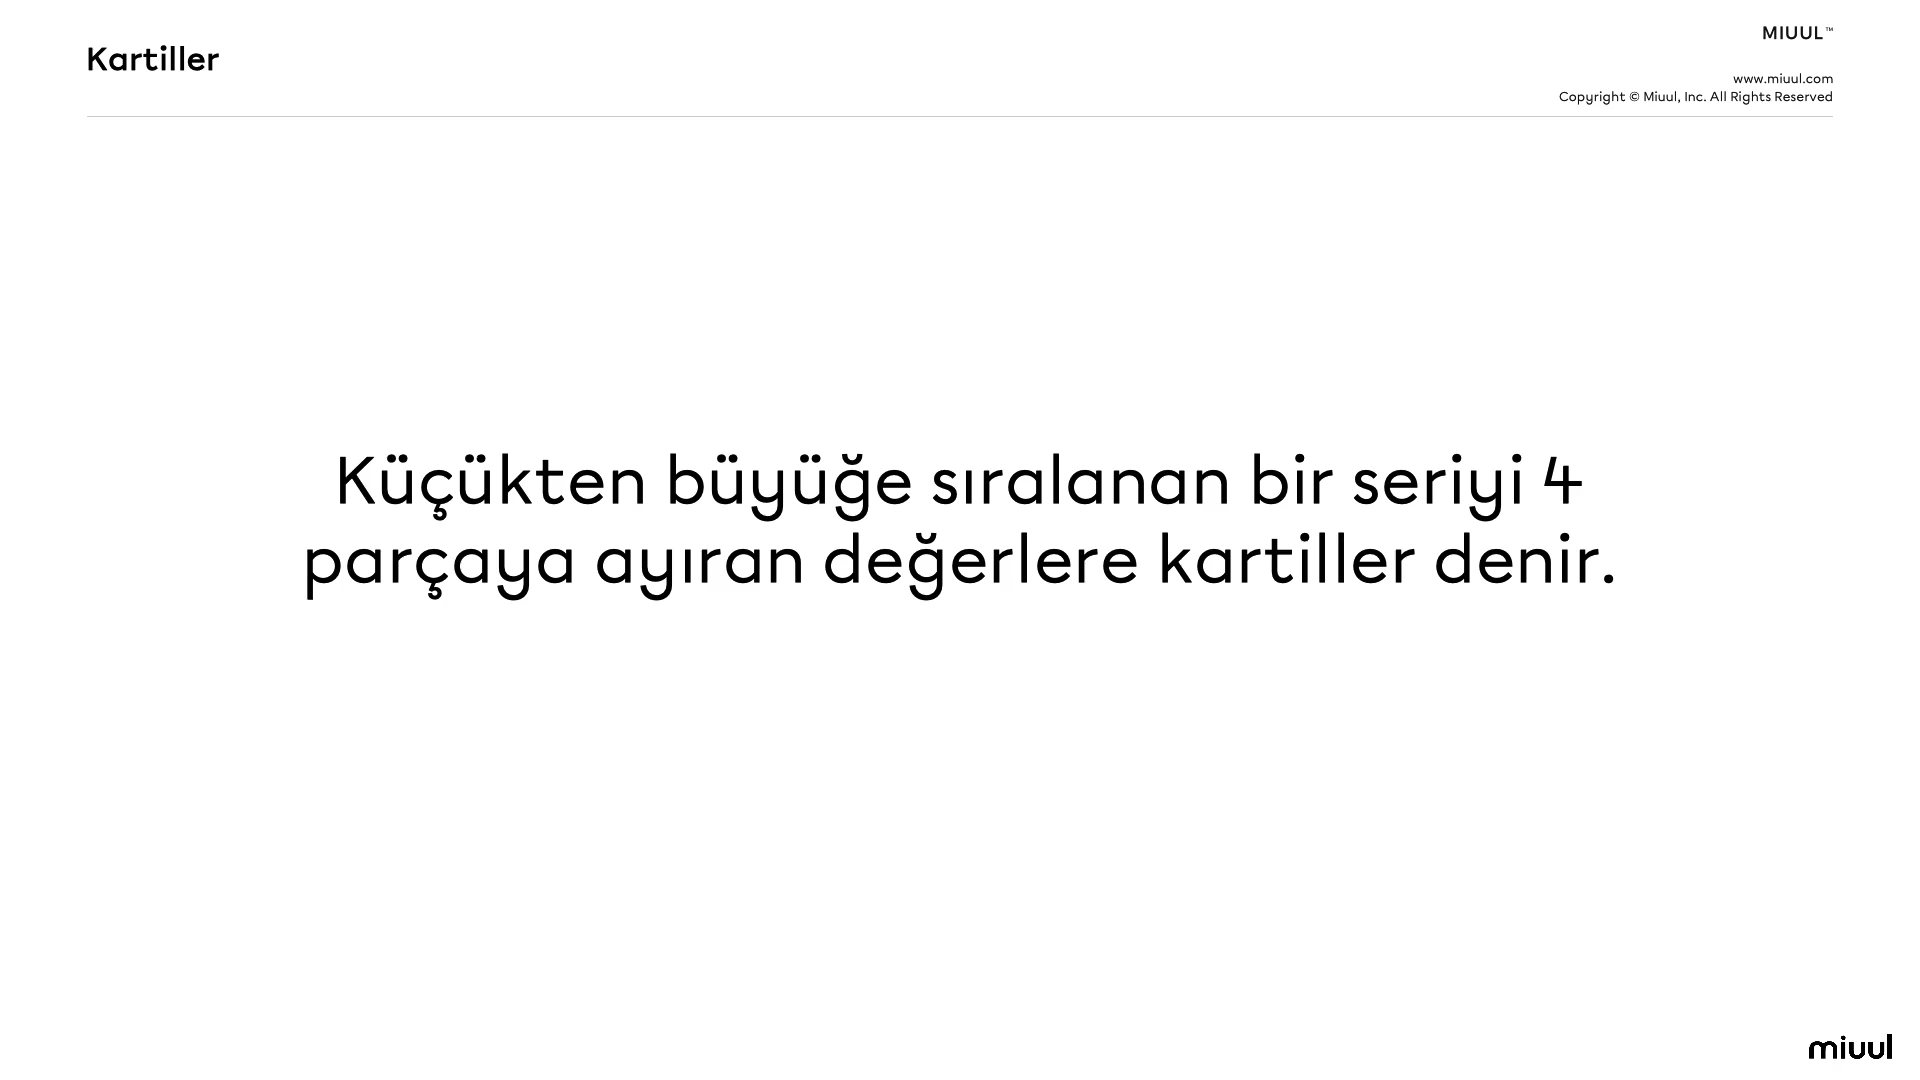 Kartiller
MIUUL™
www.miuul.com
Copyright © Miuul, Inc. All Rights Reserved
Küçükten büyüğe sıralanan bir seriyi 4
parçaya ayıran değerlere kartiller denir.
miuul